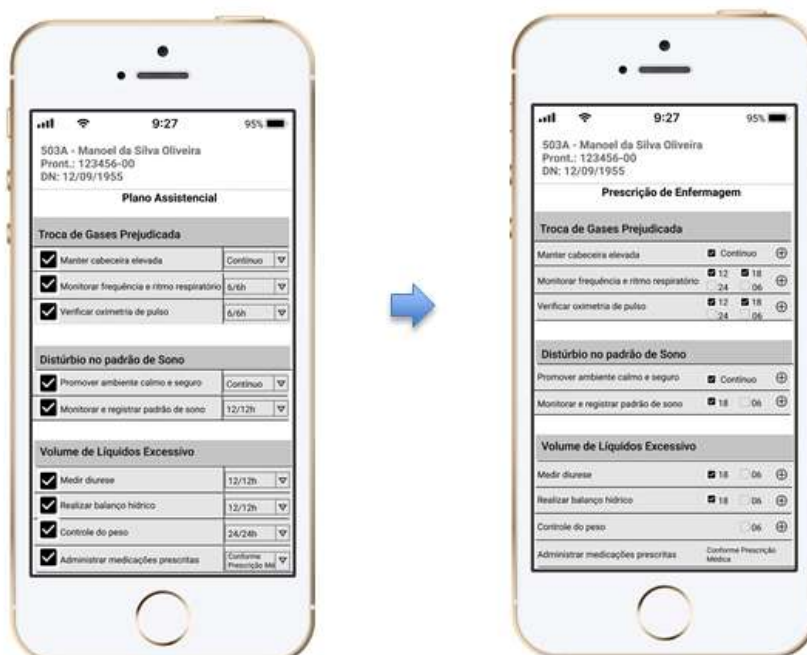 9:27
95%
503A - Manoel da Silva Oliveira
Pront.: 123456-00
DN: 12/09/1955
Plano Assistencial
Troca de Gases Prejudicada
Manter cabeceira elevada
Contínuo
Monitorar frequência e ritmo respiratório
6/6h
Verificar oximetria de pulso
6/6h
Distúrbio no padrão de Sono
Promover ambiente calmo e seguro
Contínuo
Monitorar e registrar padrão de sono
12/12h
Volume de Líquidos Excessivo
Medir diurese
12/12h
Realizar balanço hídrico
12/12h
Controle do peso
24/24h
Administrar medicações prescritas
Conforme
Prescrição Mé
9:27
95%
503A - Manoel da Silva Oliveira
Pront.: 123456-00
DN: 12/09/1955
Prescrição de Enfermagem
Troca de Gases Prejudicada
Manter cabeceira elevada
Contínuo
Monitorar frequência e ritmo respiratório
12 18
24 06
Verificar oximetria de pulso
12 18
24 06
Distúrbio no padrão de Sono
Promover ambiente calmo e seguro
Contínuo
Monitorar e registrar padrão de sono
18 06
Volume de Líquidos Excessivo
Medir diurese
18 06
Realizar balanço hídrico
18 06
Controle do peso
06
Administrar medicações prescritas
Conforme Prescrição
Médica